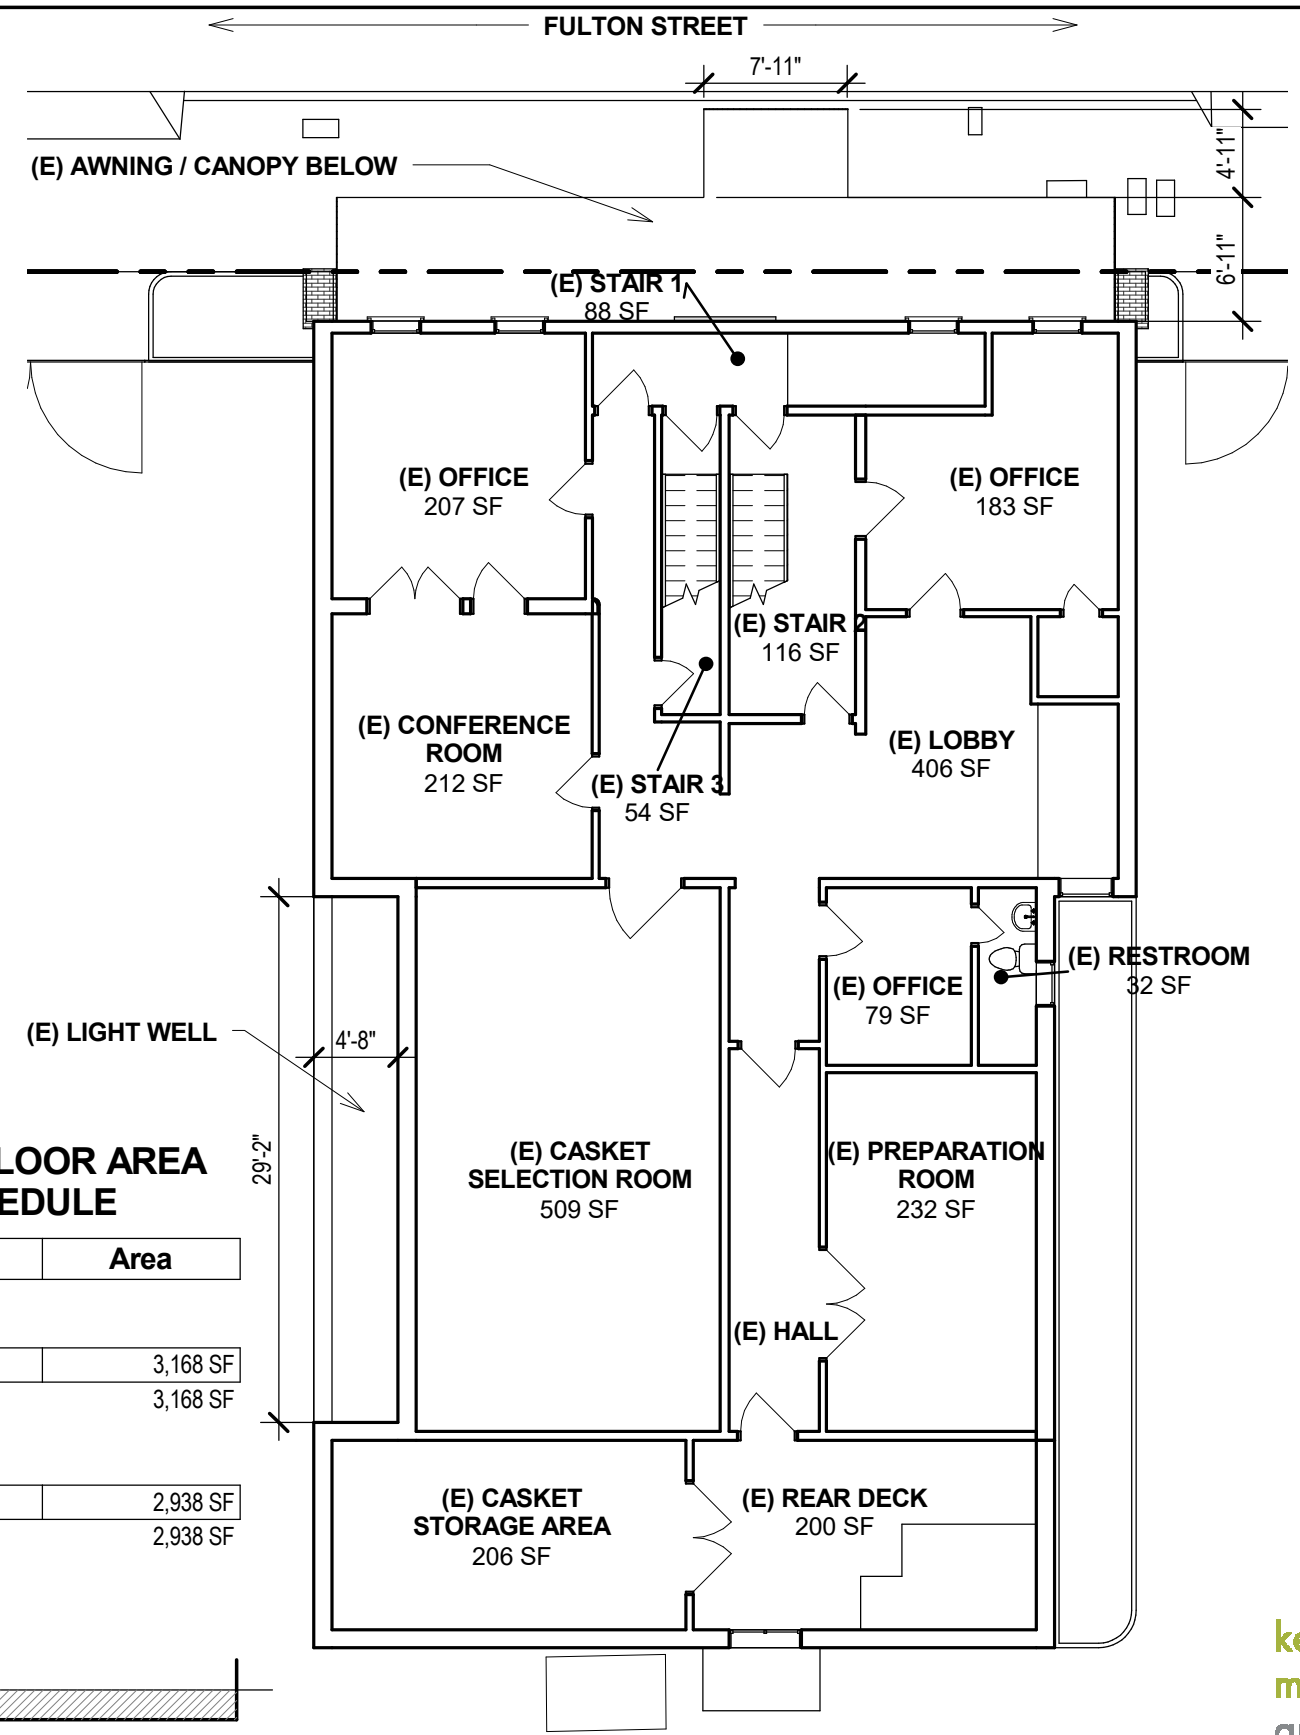 FULTON STREET
7'-11"
4'-11"
(E) AWNING / CANOPY BELOW
6'-11"
(E) STAIR 1
88 SF
(E) OFFICE
207 SF
(E) OFFICE
183 SF
(E) STAIR 2
116 SF
(E) CONFERENCE
ROOM
212 SF
(E) LOBBY
406 SF
(E) STAIR 3
54 SF
(E) RESTROOM
32 SF
(E) OFFICE
79 SF
(E) LIGHT WELL
4'-8"
29'-2"
LOOR AREA
EDULE
Area
3,168 SF
3,168 SF
2,938 SF
2,938 SF
(E) CASKET
SELECTION ROOM
509 SF
(E) PREPARATION
ROOM
232 SF
(E) HALL
(E) CASKET
STORAGE AREA
206 SF
(E) REAR DECK
200 SF